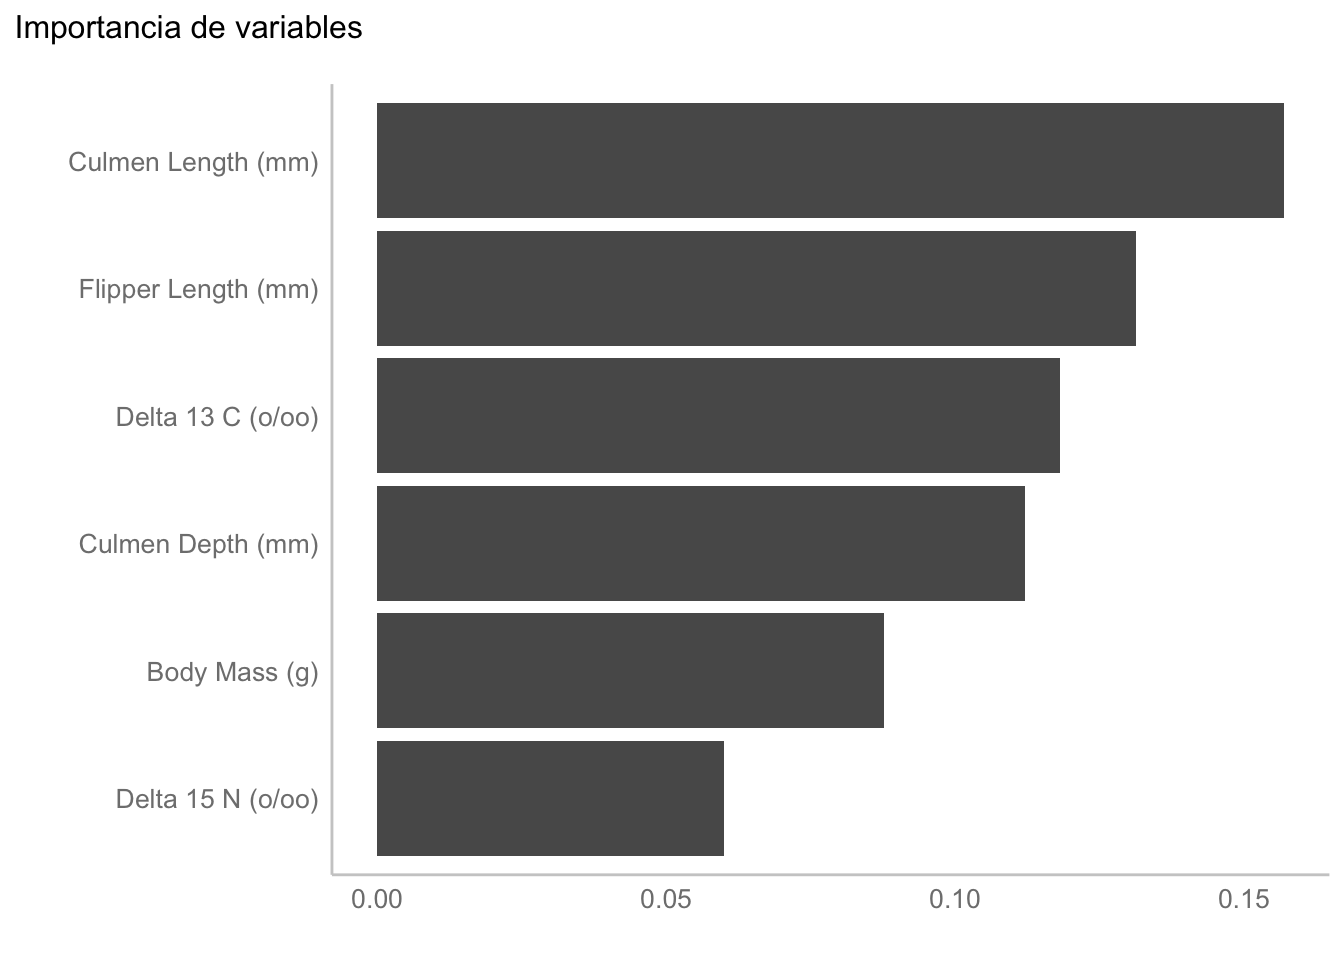 Importancia de variables
Culmen Length (mm)
Flipper Length (mm)
Delta 13 C (o/oo)
Culmen Depth (mm)
Body Mass (g)
Delta 15 N (o/oo)
0.00 0.05 0.10 0.15